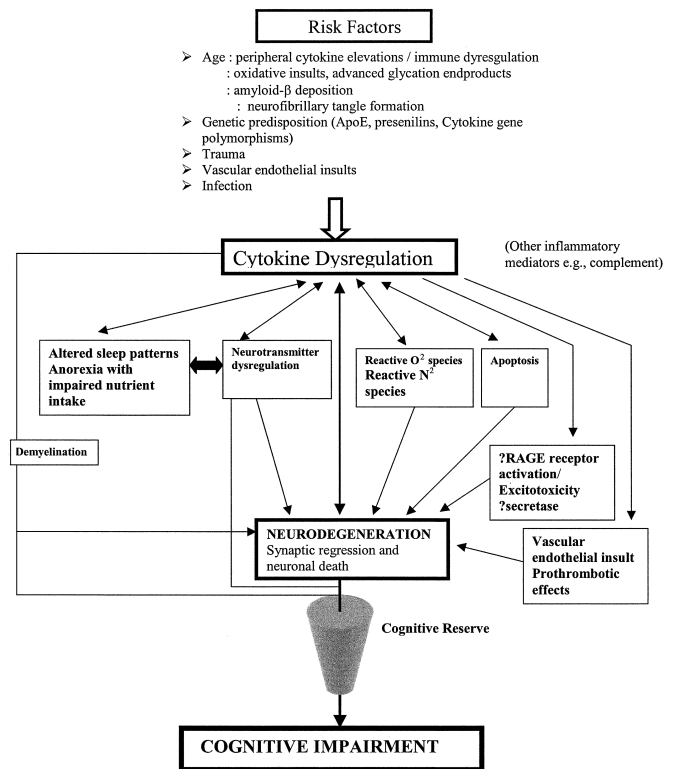 Risk Factors
➢ Age : peripheral cytokine elevations / immune dysregulation
: oxidative insults, advanced glycation endproducts
: amyloid-β deposition
: neurofibrillary tangle formation
➢ Genetic predisposition (ApoE, presenilins, Cytokine gene
polymorphisms)
➢ Trauma
➢ Vascular endothelial insults
➢ Infection
Cytokine Dysregulation
(Other inflammatory
mediators e.g., complement)
Altered sleep patterns
Anorexia with
impaired nutrient
intake
Neurotransmitter
dysregulation
Reactive O² species
Reactive N²
species
Apoptosis
Demyelination
?RAGE receptor
activation/
Excitotoxicity
?secretase
NEURODEGENERATION
Synaptic regression and
neuronal death
Vascular
endothelial insult
Prothrombotic
effects
Cognitive Reserve
COGNITIVE IMPAIRMENT